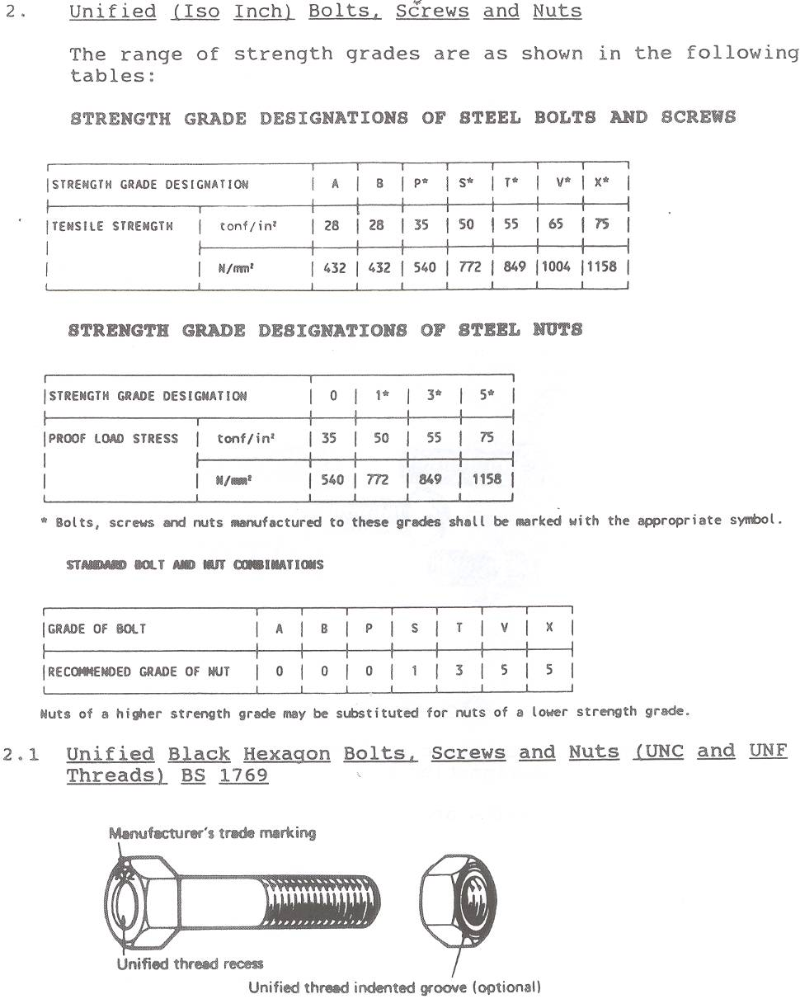 2. Unified (Iso Inch) Bolts, Screws and Nuts
The range of strength grades are as shown in the following
tables:
STRENGTH GRADE DESIGNATIONS OF STEEL BOLTS AND SCREWS
STRENGTH GRADE DESIGNATION A B P* S* T* V* X*
TENSILE STRENGTH tonf/in² 28 28 35 50 55 65 75
N/mm² 432 432 540 772 849 1004 1158
STRENGTH GRADE DESIGNATIONS OF STEEL NUTS
STRENGTH GRADE DESIGNATION 0 1* 3* 5*
PROOF LOAD STRESS tonf/in² 35 50 55 75
N/mm² 540 772 849 1158
* Bolts, screws and nuts manufactured to these grades shall be marked with the appropriate symbol.
STANDARD BOLT AND NUT COMBINATIONS
GRADE OF BOLT A B P S T V X
RECOMMENDED GRADE OF NUT 0 0 0 1 3 5 5
Nuts of a higher strength grade may be substituted for nuts of a lower strength grade.
2.1 Unified Black Hexagon Bolts, Screws and Nuts (UNC and UNF
Threads) BS 1769
Manufacturer's trade marking
XYZ
Unified thread recess
Unified thread indented groove (optional)